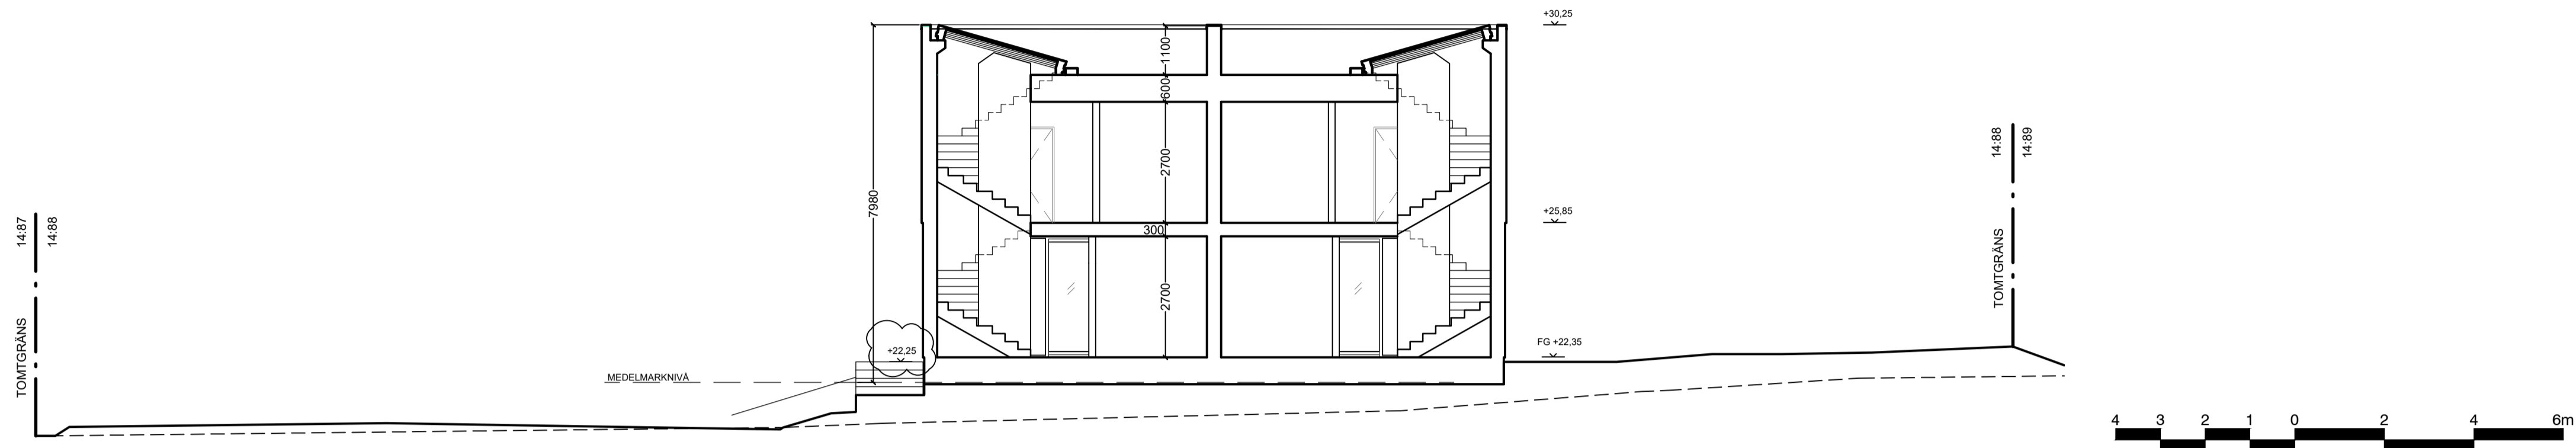 +30,25
1100
600
2700
7980
+25,85
300
2700
14:87
14:88
TOMTGRÄNS
14:88
14:89
TOMTGRÄNS
+22,25
FG +22,35
MEDELMARKNIVÅ
4 3 2 1 0 2 4 6m